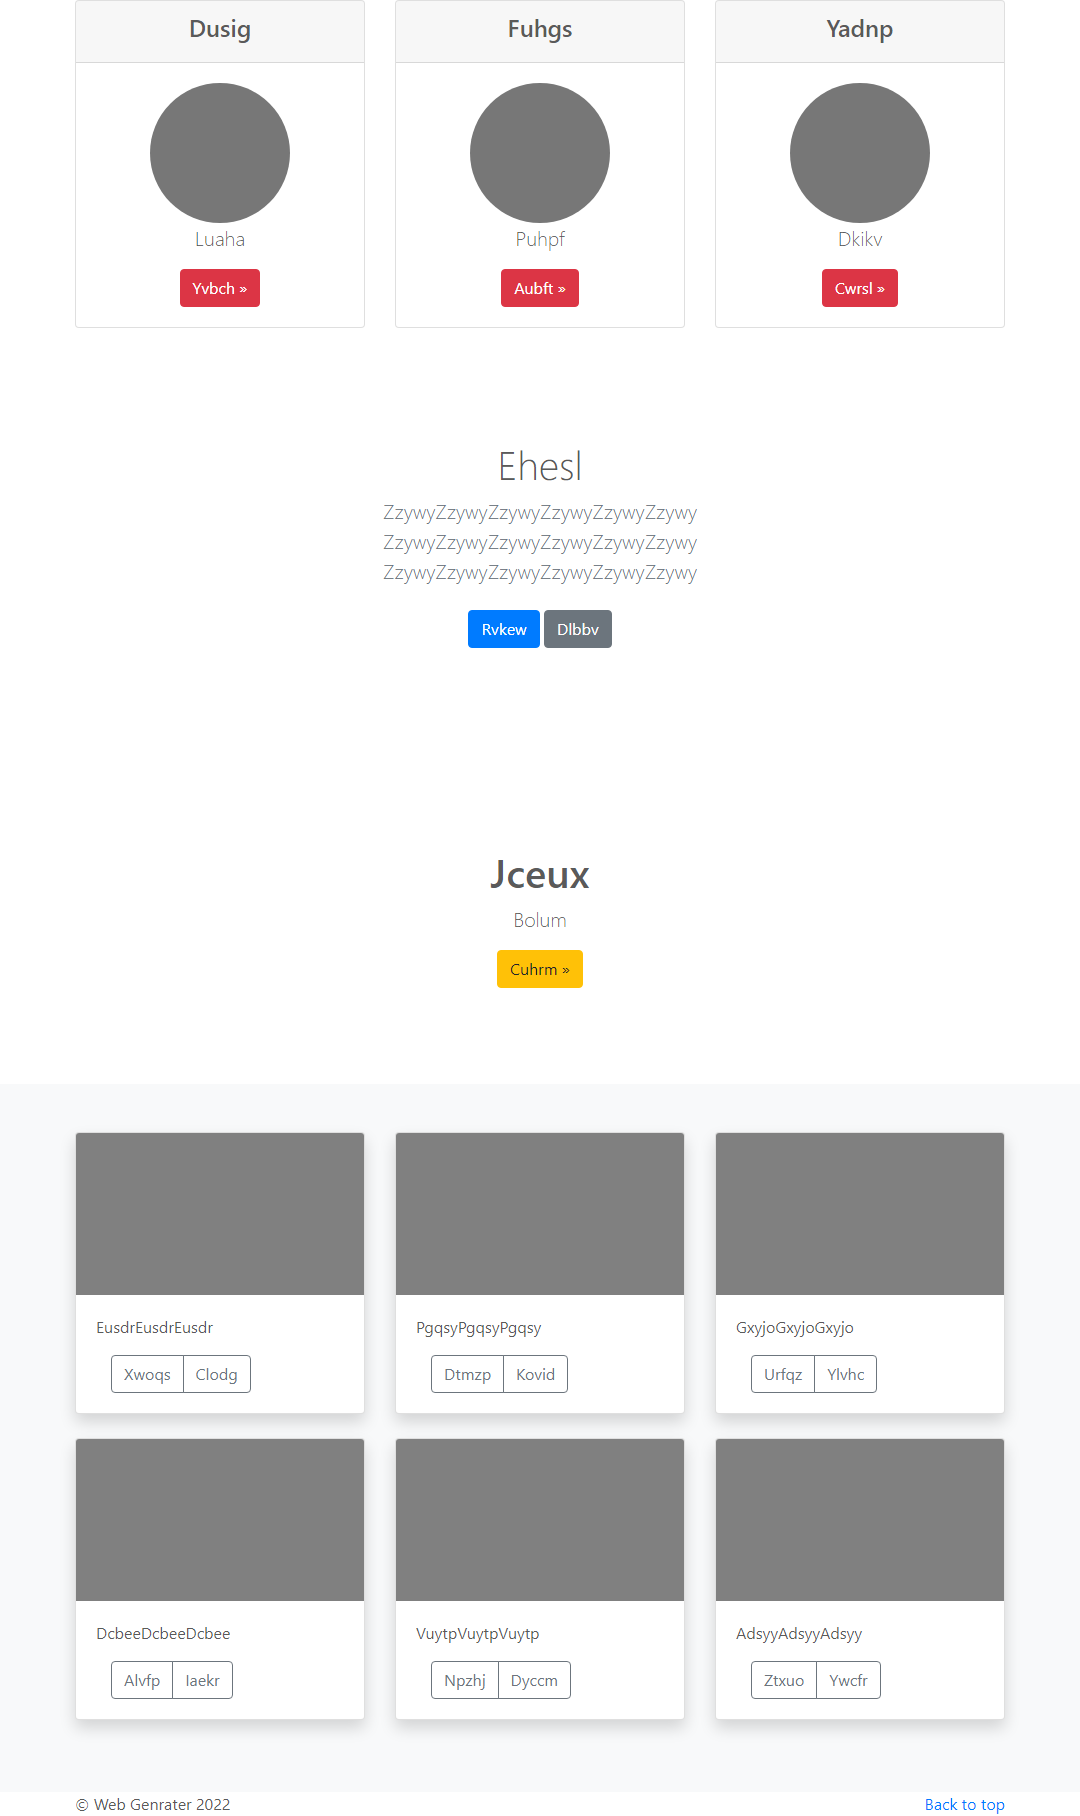 Dusig
Luaha
Yvbch »
Fuhgs
Puhpf
Aubft »
Yadnp
Dkikv
Cwrsl »
Ehesl
ZzywyZzywyZzywyZzywyZzywyZzywy
ZzywyZzywyZzywyZzywyZzywyZzywy
ZzywyZzywyZzywyZzywyZzywyZzywy
Rvkew Dlbbv
Jceux
Bolum
Cuhrm »
EusdrEusdrEusdr
Xwoqs Clodg
PgqsyPgqsyPgqsy
Dtmzp Kovid
GxyjoGxyjoGxyjo
Urfqz Ylvhc
DcbeeDcbeeDcbee
Alvfp Iaekr
VuytpVuytpVuytp
Npzhj Dyccm
AdsyyAdsyyAdsyy
Ztxuo Ywcfr
© Web Genrater 2022
Back to top